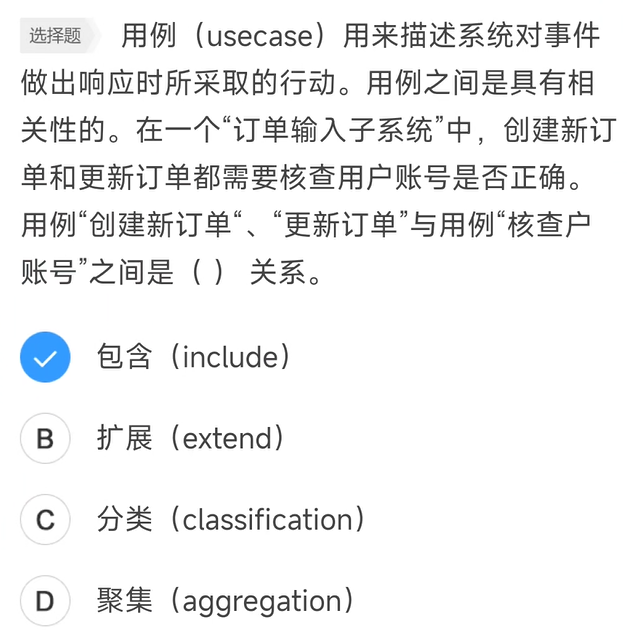 选择题 用例（usecase）用来描述系统对事件
做出响应时所采取的行动。用例之间是具有相
关性的。在一个“订单输入子系统”中，创建新订
单和更新订单都需要核查用户账号是否正确。
用例“创建新订单“、“更新订单”与用例“核查户
账号”之间是（ ） 关系。
包含（include）
B 扩展（extend）
C 分类（classification）
D 聚集（aggregation）